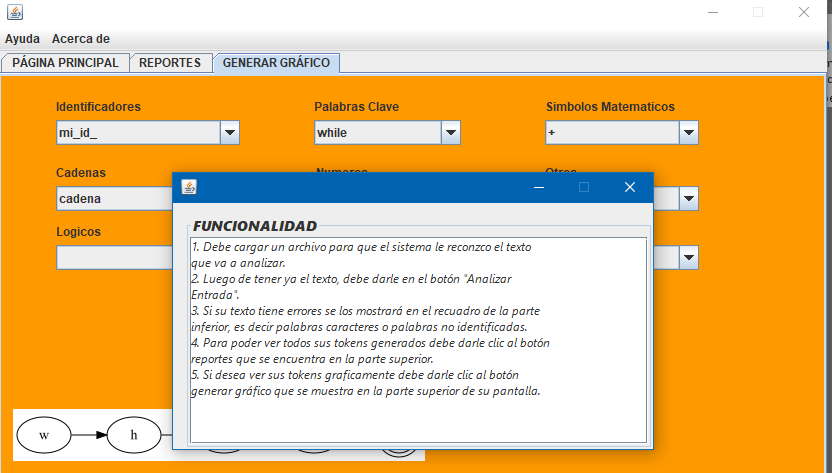 Ayuda Acerca de
PÁGINA PRINCIPAL REPORTES GENERAR GRÁFICO
Identificadores Palabras Clave Simbolos Matematicos
mi_id_ while +
Cadenas Numeros Otros
cadena
Logicos
FUNCIONALIDAD
1. Debe cargar un archivo para que el sistema le reconzco el texto
que va a analizar.
2. Luego de tener ya el texto, debe darle en el botón "Analizar
Entrada".
3. Si su texto tiene errores se los mostrará en el recuadro de la parte
inferior, es decir palabras caracteres o palabras no identificadas.
4. Para poder ver todos sus tokens generados debe darle clic al botón
reportes que se encuentra en la parte superior.
5. Si desea ver sus tokens graficamente debe darle clic al botón
generar gráfico que se muestra en la parte superior de su pantalla.
w h